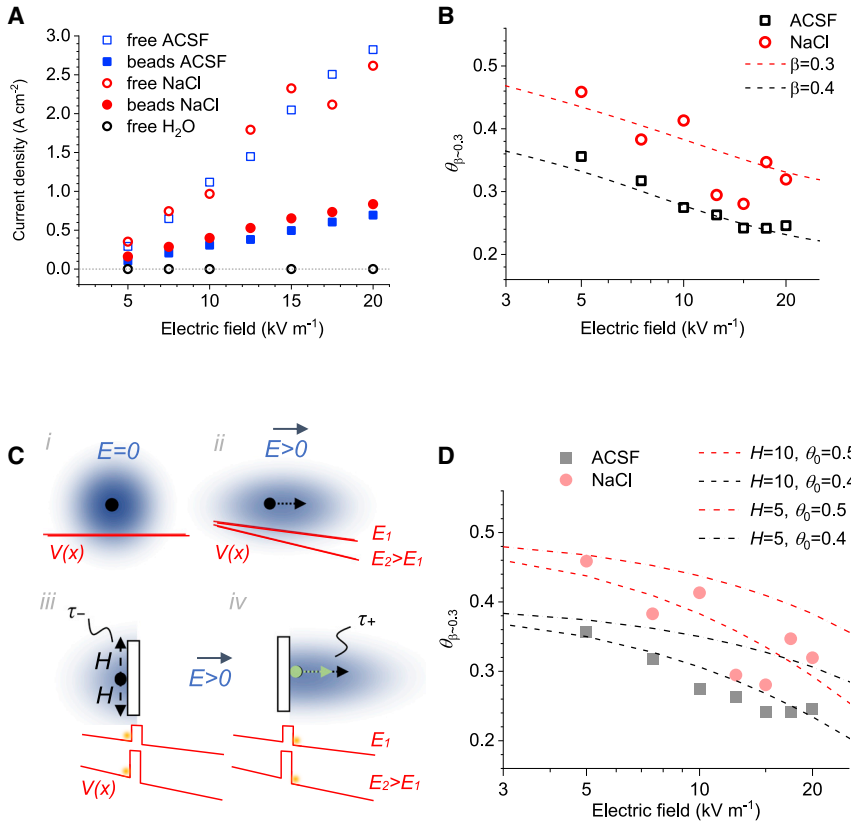 A
free ACSF
beads ACSF
free NaCl
beads NaCl
free H2O
Current density (A cm-2)
3.0
2.5
2.0
1.5
1.0
0.5
0.0
5 10 15 20
Electric field (kV m-1)
B
ACSF
NaCl
β=0.3
β=0.4
θβ~0.3
0.5
0.4
0.3
0.2
3 5 10 20
Electric field (kV m-1)
C
i
E=0
V(x)
ii
E>0
E1
V(x)
E2>E1
iii
τ−
H
H
E>0
iv
τ+
E1
V(x)
E2>E1
D
ACSF
NaCl
H=10, θ0=0.5
H=10, θ0=0.4
H=5, θ0=0.5
H=5, θ0=0.4
θβ~0.3
0.5
0.4
0.3
0.2
3 5 10 20
Electric field (kV m-1)